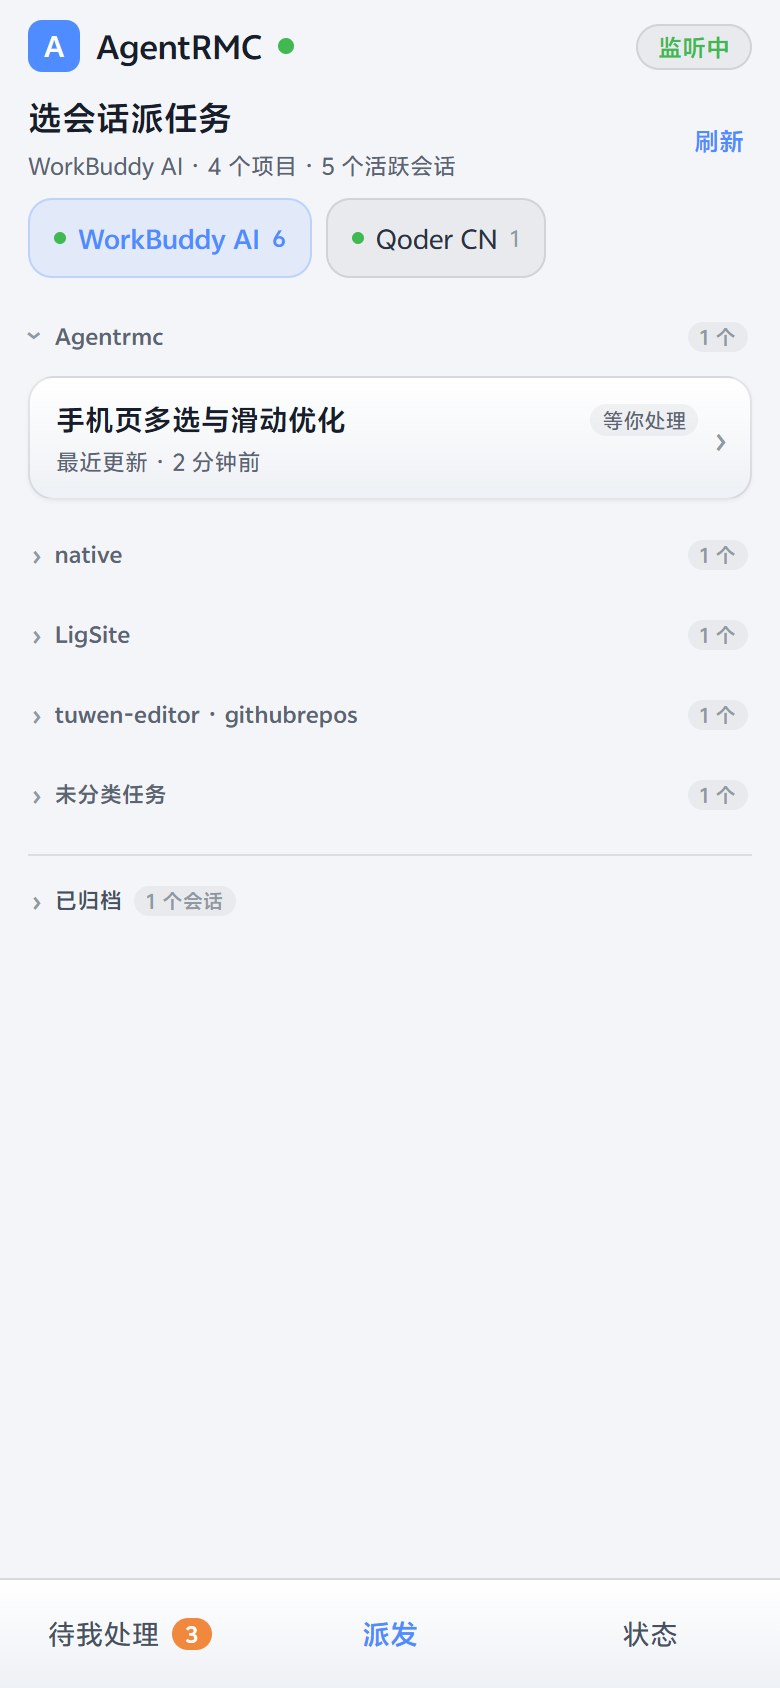 A AgentRMC 监听中
选会话派任务
刷新
WorkBuddy AI · 4 个项目 · 5 个活跃会话
WorkBuddy AI 6 Qoder CN 1
Agentrmc 1 个
手机页多选与滑动优化 等你处理
最近更新 · 2 分钟前
native 1 个
LigSite 1 个
tuwen-editor · githubrepos 1 个
未分类任务 1 个
已归档 1 个会话
待我处理 3 派发 状态